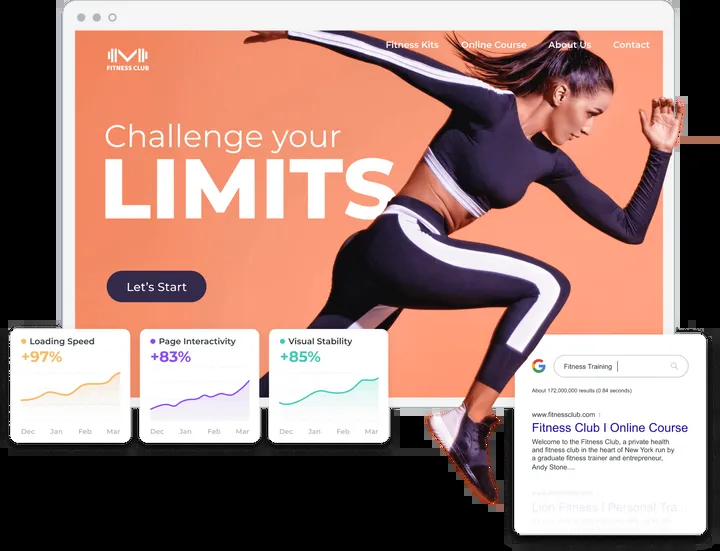 Fitness Kits
Online Course
About Us
Contact
FITNESS CLUB
Challenge your
LIMITS
Let's Start
Loading Speed
+97%
Dec Jan Feb Mar
Page Interactivity
+83%
Dec Jan Feb Mar
Visual Stability
+85%
Dec Jan Feb Mar
Fitness Training
About 172,000,000 results (0.84 seconds)
www.fitnessclub.com
Fitness Club I Online Course
Welcome to the Fitness Club, a private health
and fitness club in the heart of New York run by
a graduate fitness trainer and entrepreneur,
Andy Stone....
Lion Fitness | Personal Tra...